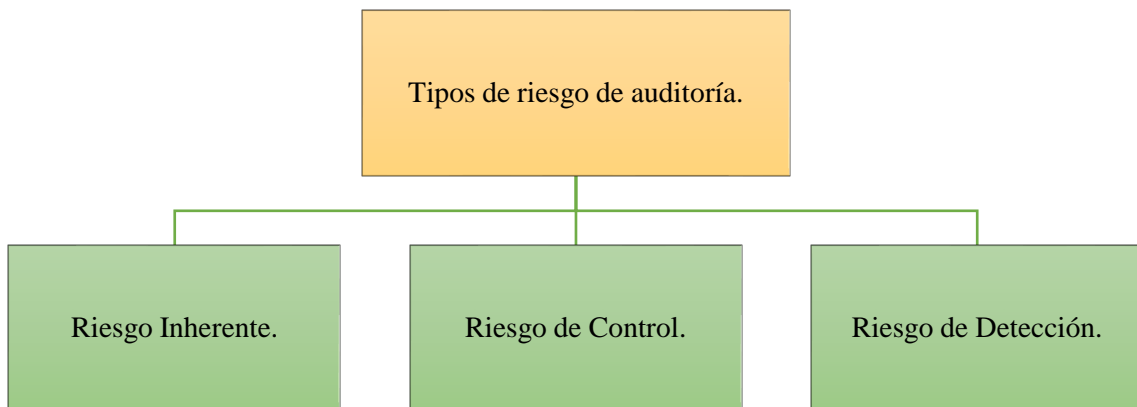 Tipos de riesgo de auditoría.
Riesgo Inherente.
Riesgo de Control.
Riesgo de Detección.